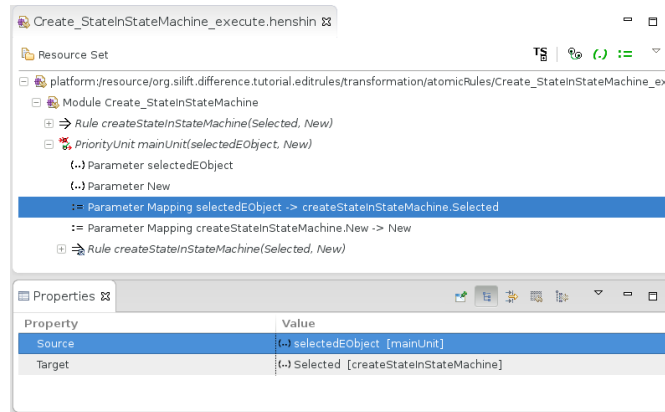 Create_StateInStateMachine_execute.henshin
Resource Set
TS
(.) :=
platform:/resource/org.silift.difference.tutorial.editrules/transformation/atomicRules/Create_StateInStateMachine_ex
Module Create_StateInStateMachine
Rule createStateInStateMachine(Selected, New)
PriorityUnit mainUnit(selectedEObject, New)
(..) Parameter selectedEObject
(..) Parameter New
:= Parameter Mapping selectedEObject -> createStateInStateMachine.Selected
:= Parameter Mapping createStateInStateMachine.New -> New
Rule createStateInStateMachine(Selected, New)
Properties
Property Value
Source (..) selectedEObject [mainUnit]
Target (..) Selected [createStateInStateMachine]